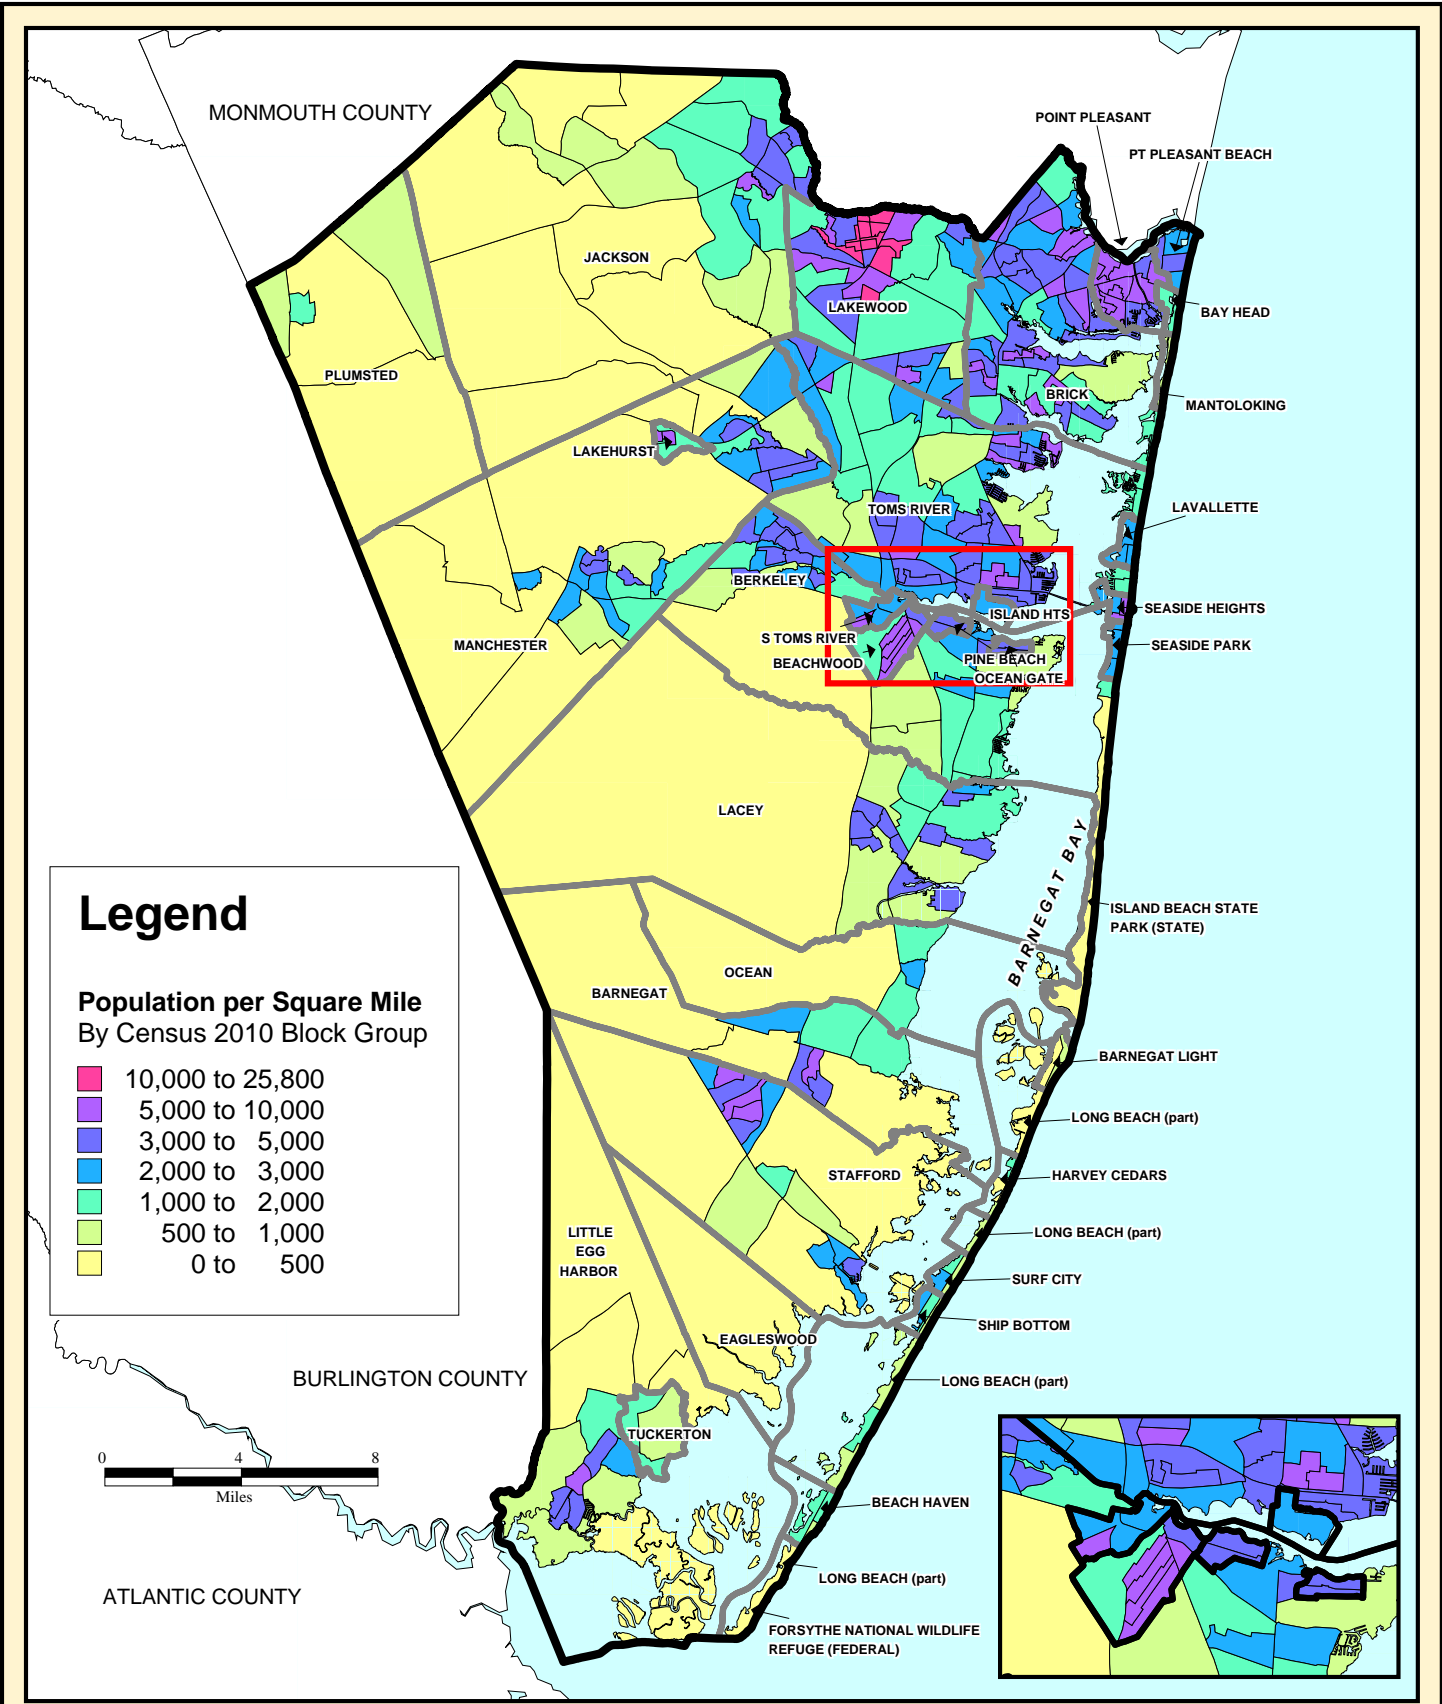 MONMOUTH COUNTY
POINT PLEASANT
PT PLEASANT BEACH
JACKSON
LAKEWOOD
BAY HEAD
PLUMSTED
BRICK
MANTOLOKING
LAKEHURST
TOMS RIVER
LAVALLETTE
BERKELEY
ISLAND HTS
SEASIDE HEIGHTS
S TOMS RIVER
MANCHESTER
SEASIDE PARK
BEACHWOOD
PINE BEACH
OCEAN GATE
LACEY
BARNEGAT BAY
Legend
Population per Square Mile
By Census 2010 Block Group
10,000 to 25,800
5,000 to 10,000
3,000 to 5,000
2,000 to 3,000
1,000 to 2,000
500 to 1,000
0 to 500
ISLAND BEACH STATE
PARK (STATE)
OCEAN
BARNEGAT
BARNEGAT LIGHT
LONG BEACH (part)
STAFFORD
HARVEY CEDARS
LITTLE
EGG
HARBOR
LONG BEACH (part)
SURF CITY
SHIP BOTTOM
EAGLESWOOD
BURLINGTON COUNTY
LONG BEACH (part)
TUCKERTON
0 4 8
Miles
BEACH HAVEN
LONG BEACH (part)
ATLANTIC COUNTY
FORSYTHE NATIONAL WILDLIFE
REFUGE (FEDERAL)